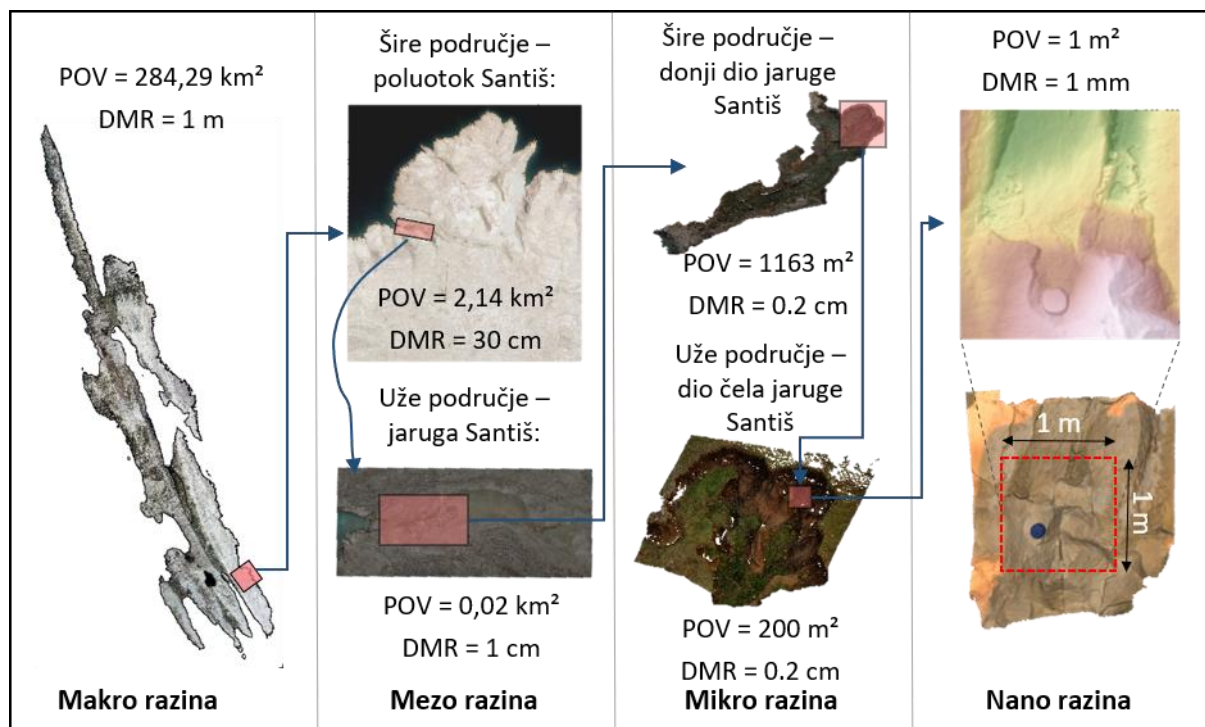 POV = 284,29 km²
DMR = 1 m
Makro razina
Šire područje –
poluotok Santiš:
POV = 2,14 km²
DMR = 30 cm
Uže područje –
jaruga Santiš:
POV = 0,02 km²
DMR = 1 cm
Mezo razina
Šire područje –
donji dio jaruge
Santiš
POV = 1163 m²
DMR = 0.2 cm
Uže područje –
dio čela jaruge
Santiš
POV = 200 m²
DMR = 0.2 cm
Mikro razina
POV = 1 m²
DMR = 1 mm
1 m
1 m
Nano razina